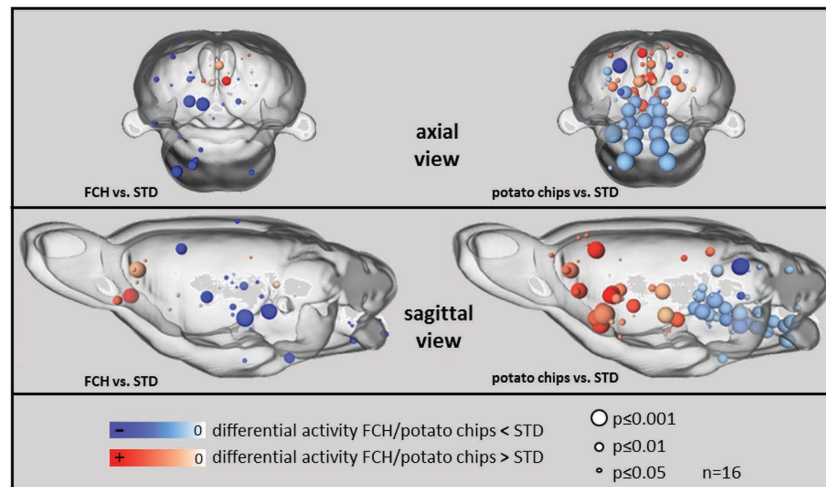 axial
view
FCH vs. STD
potato chips vs. STD
sagittal
view
FCH vs. STD
potato chips vs. STD
- 0 differential activity FCH/potato chips < STD
+ 0 differential activity FCH/potato chips > STD
p≤0.001
p≤0.01
p≤0.05 n=16